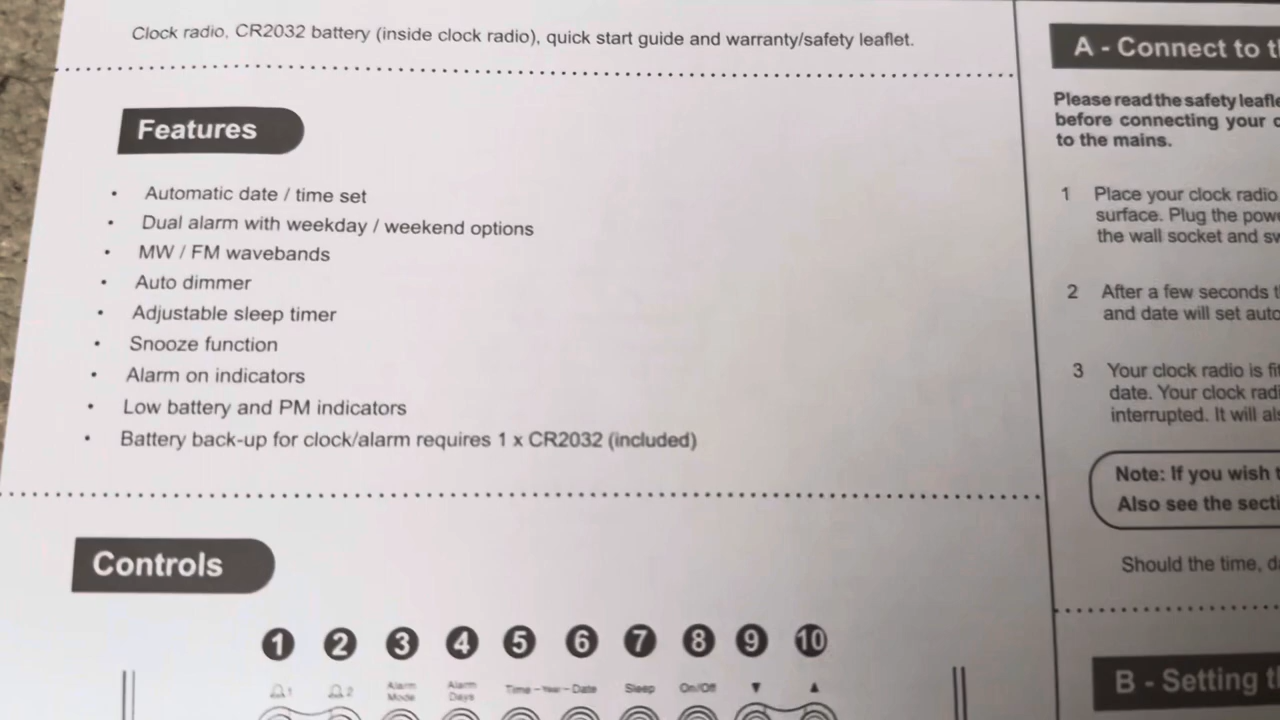 Clock radio, CR2032 battery (inside clock radio), quick start guide and warranty/safety leaflet.
Features
• Automatic date / time set
• Dual alarm with weekday / weekend options
• MW / FM wavebands
• Auto dimmer
• Adjustable sleep timer
• Snooze function
• Alarm on indicators
• Low battery and PM indicators
• Battery back-up for clock/alarm requires 1 x CR2032 (included)
Controls
1 2 3 4 5 6 7 8 9 10
1 2 Alarm Alarm Time – Year – Date Sleep On/Off ▼ ▲
Mode Days
A - Connect to
Please read the safety
before connecting your
to the mains.
1 Place your clock radio
surface. Plug the
the wall socket and
2 After a few seconds
and date will set
3 Your clock radio is
date. Your clock
interrupted. It will
Note: If you wish
Also see the
Should the time,
B - Setting